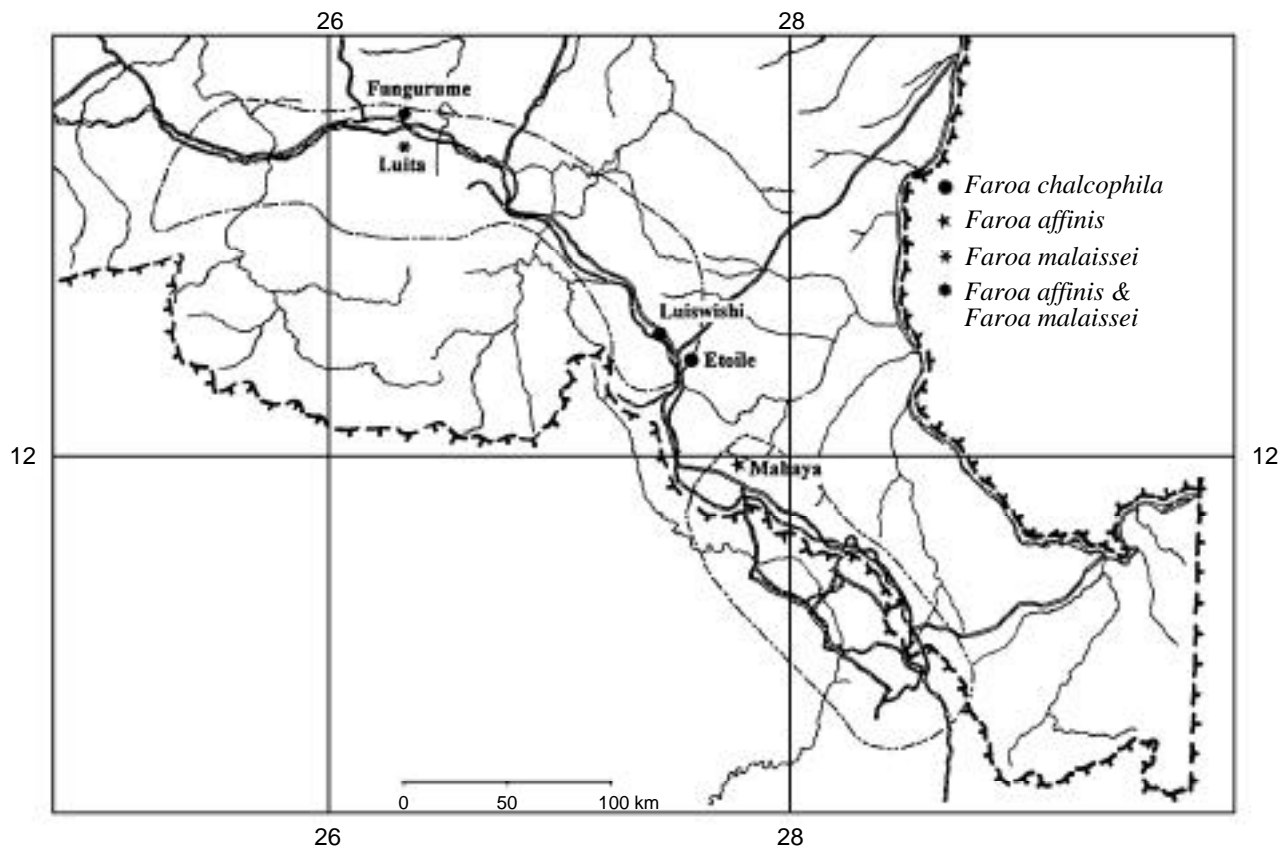 26 28
Fungurume
Luita
Faroa chalcophila
Faroa affinis
Faroa malaissei
Faroa affinis &
Faroa malaissei
Luiswishi
Etoile
12 12
Mahaya
0 50 100 km
26 28